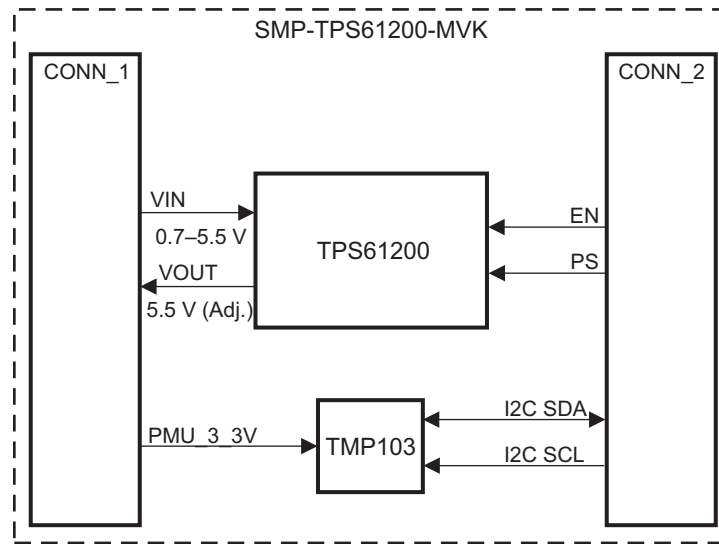 SMP-TPS61200-MVK
CONN_1
CONN_2
VIN
0.7–5.5 V
VOUT
5.5 V (Adj.)
TPS61200
EN
PS
PMU_3_3V
TMP103
I2C SDA
I2C SCL